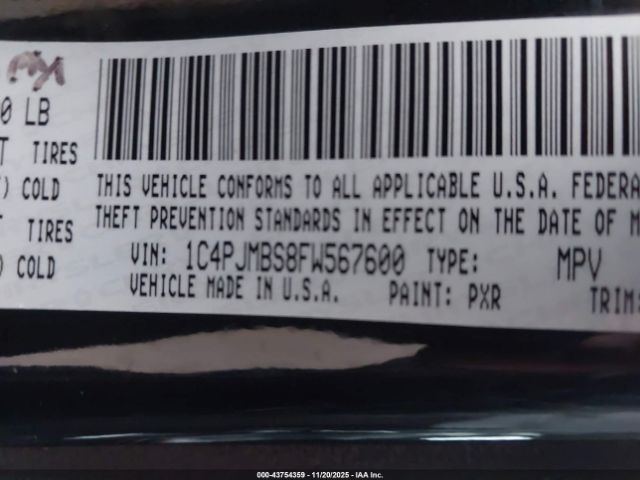 0 LB
T TIRES
) COLD
T TIRES
) COLD
THIS VEHICLE CONFORMS TO ALL APPLICABLE U.S.A. FEDERA
THEFT PREVENTION STANDARDS IN EFFECT ON THE DATE OF M
VIN: 1C4PJMBS8FW567600 TYPE: MPV
VEHICLE MADE IN U.S.A. PAINT: PXR TRIM:
000-43754359 - 11/20/2025 - IAA Inc.